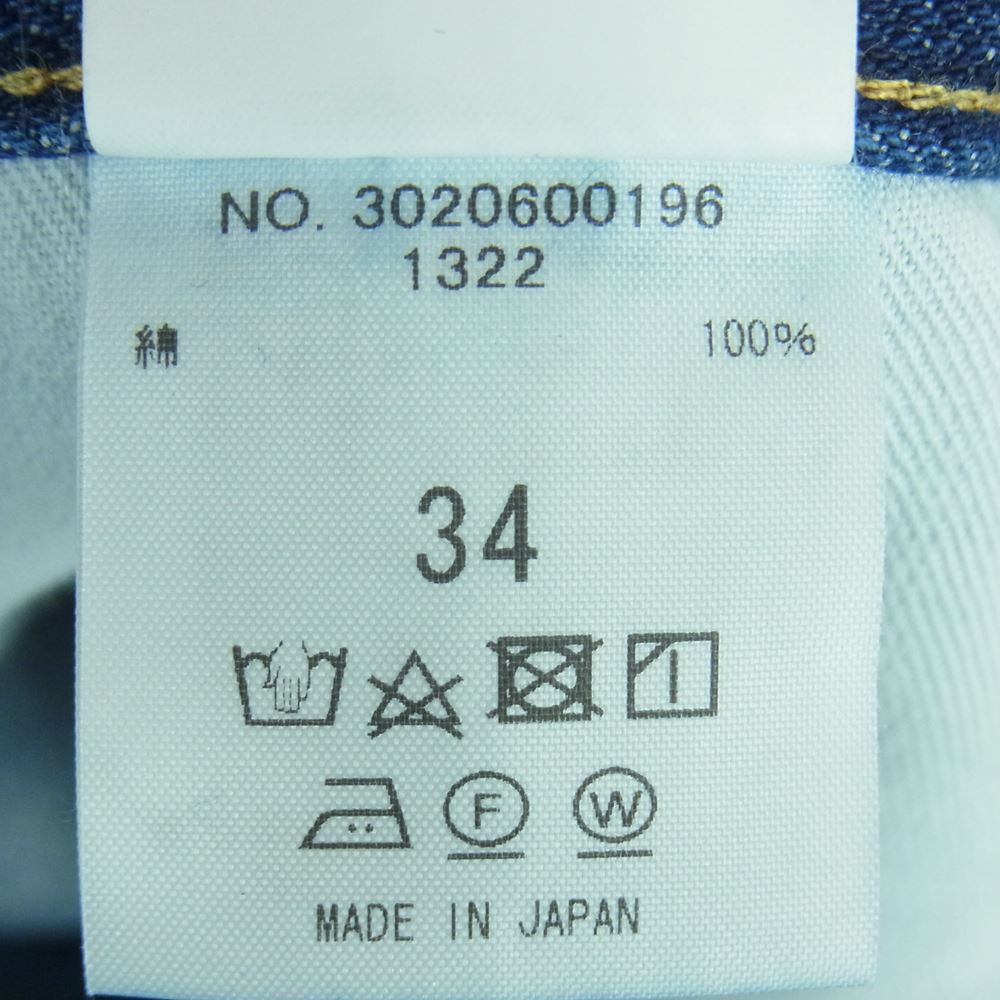 NO. 3020600196
1322
綿 100%
34
F W
MADE IN JAPAN